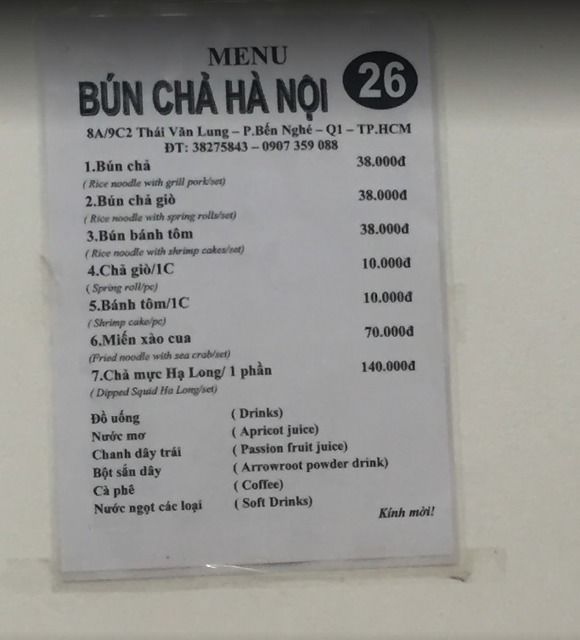 MENU
BÚN CHẢ HÀ NỘI 26
8A/9C2 Thái Văn Lung – P.Bến Nghé – Q1 – TP.HCM
ĐT: 38275843 – 0907 359 088
1.Bún chả 38.000đ
( Rice noodle with grill pork/set)
2.Bún chả giò 38.000đ
( Rice noodle with spring rolls/set)
3.Bún bánh tôm 38.000đ
( Rice noodle with shrimp cakes/set)
4.Chả giò/1C 10.000đ
( Spring roll/pc)
5.Bánh tôm/1C 10.000đ
( Shrimp cake/pc)
6.Miến xào cua 70.000đ
(Fried noodle with sea crab/set)
7.Chả mực Hạ Long/ 1 phần 140.000đ
( Dipped Squid Ha Long/set)
Đồ uống ( Drinks)
Nước mơ ( Apricot juice)
Chanh dây trái ( Passion fruit juice)
Bột sắn dây ( Arrowroot powder drink)
Cà phê ( Coffee)
Nước ngọt các loại ( Soft Drinks)
Kính mời!